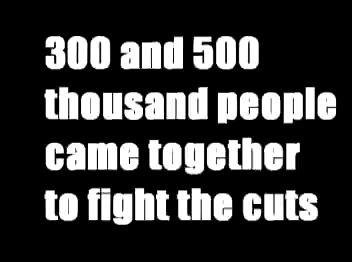 300 and 500
thousand people
came together
to fight the cuts